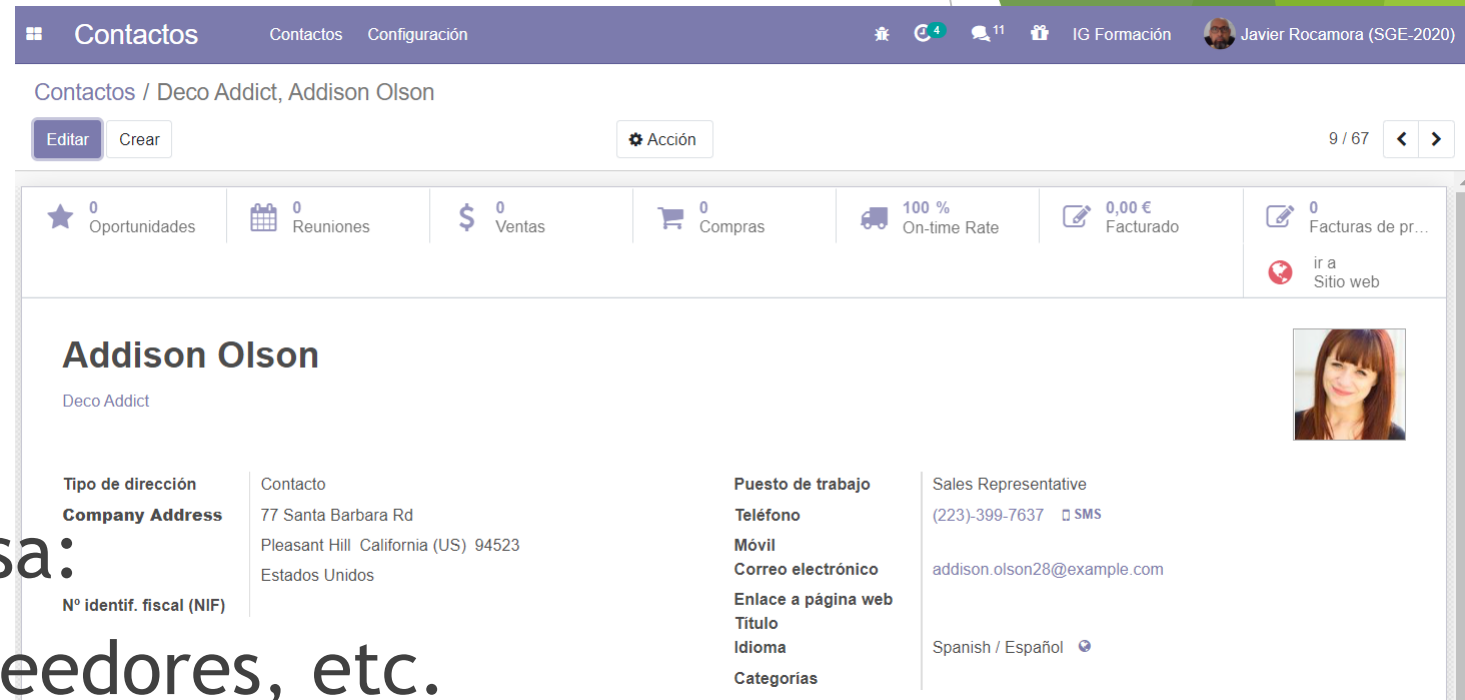 Contactos Contactos Configuración 4 11 IG Formación Javier Rocamora (SGE-2020)
Contactos / Deco Addict, Addison Olson
Editar Crear Acción 9 / 67
0 Oportunidades
0 Reuniones
$ 0 Ventas
0 Compras
100 % On-time Rate
0,00 € Facturado
0 Facturas de pr...
ir a Sitio web
Addison Olson
Deco Addict
Tipo de dirección Contacto
Company Address 77 Santa Barbara Rd
Pleasant Hill California (US) 94523
Estados Unidos
Nº identif. fiscal (NIF)
Puesto de trabajo Sales Representative
Teléfono (223)-399-7637 SMS
Móvil
Correo electrónico addison.olson28@example.com
Enlace a página web
Título
Idioma Spanish / Español
Categorías
sa:
eedores, etc.